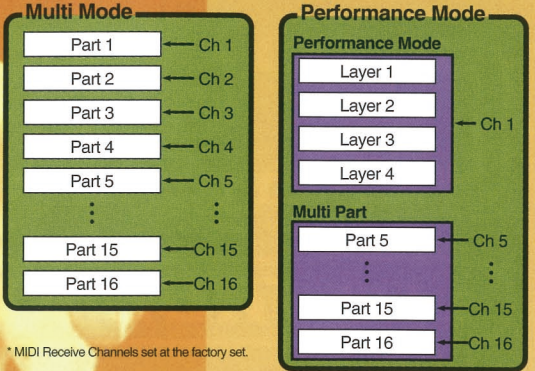 Multi Mode
Part 1 Ch 1
Part 2 Ch 2
Part 3 Ch 3
Part 4 Ch 4
Part 5 Ch 5
Part 15 Ch 15
Part 16 Ch 16
* MIDI Receive Channels set at the factory set.
Performance Mode
Performance Mode
Layer 1
Layer 2
Layer 3
Layer 4
Ch 1
Multi Part
Part 5 Ch 5
Part 15 Ch 15
Part 16 Ch 16